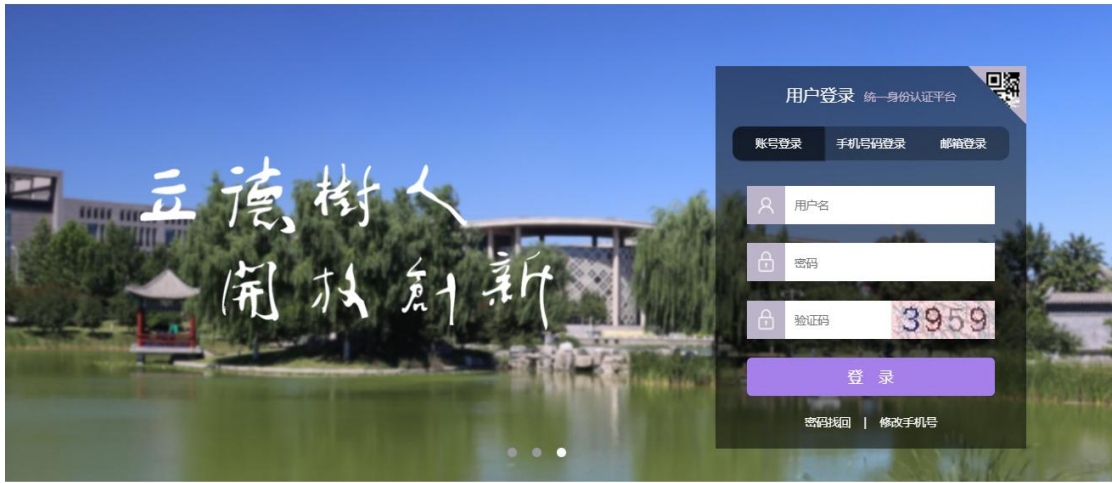 立德樹人
開放創新
用户登录 统一身份认证平台
账号登录 手机号码登录 邮箱登录
用户名
密码
验证码 3959
登 录
密码找回 | 修改手机号